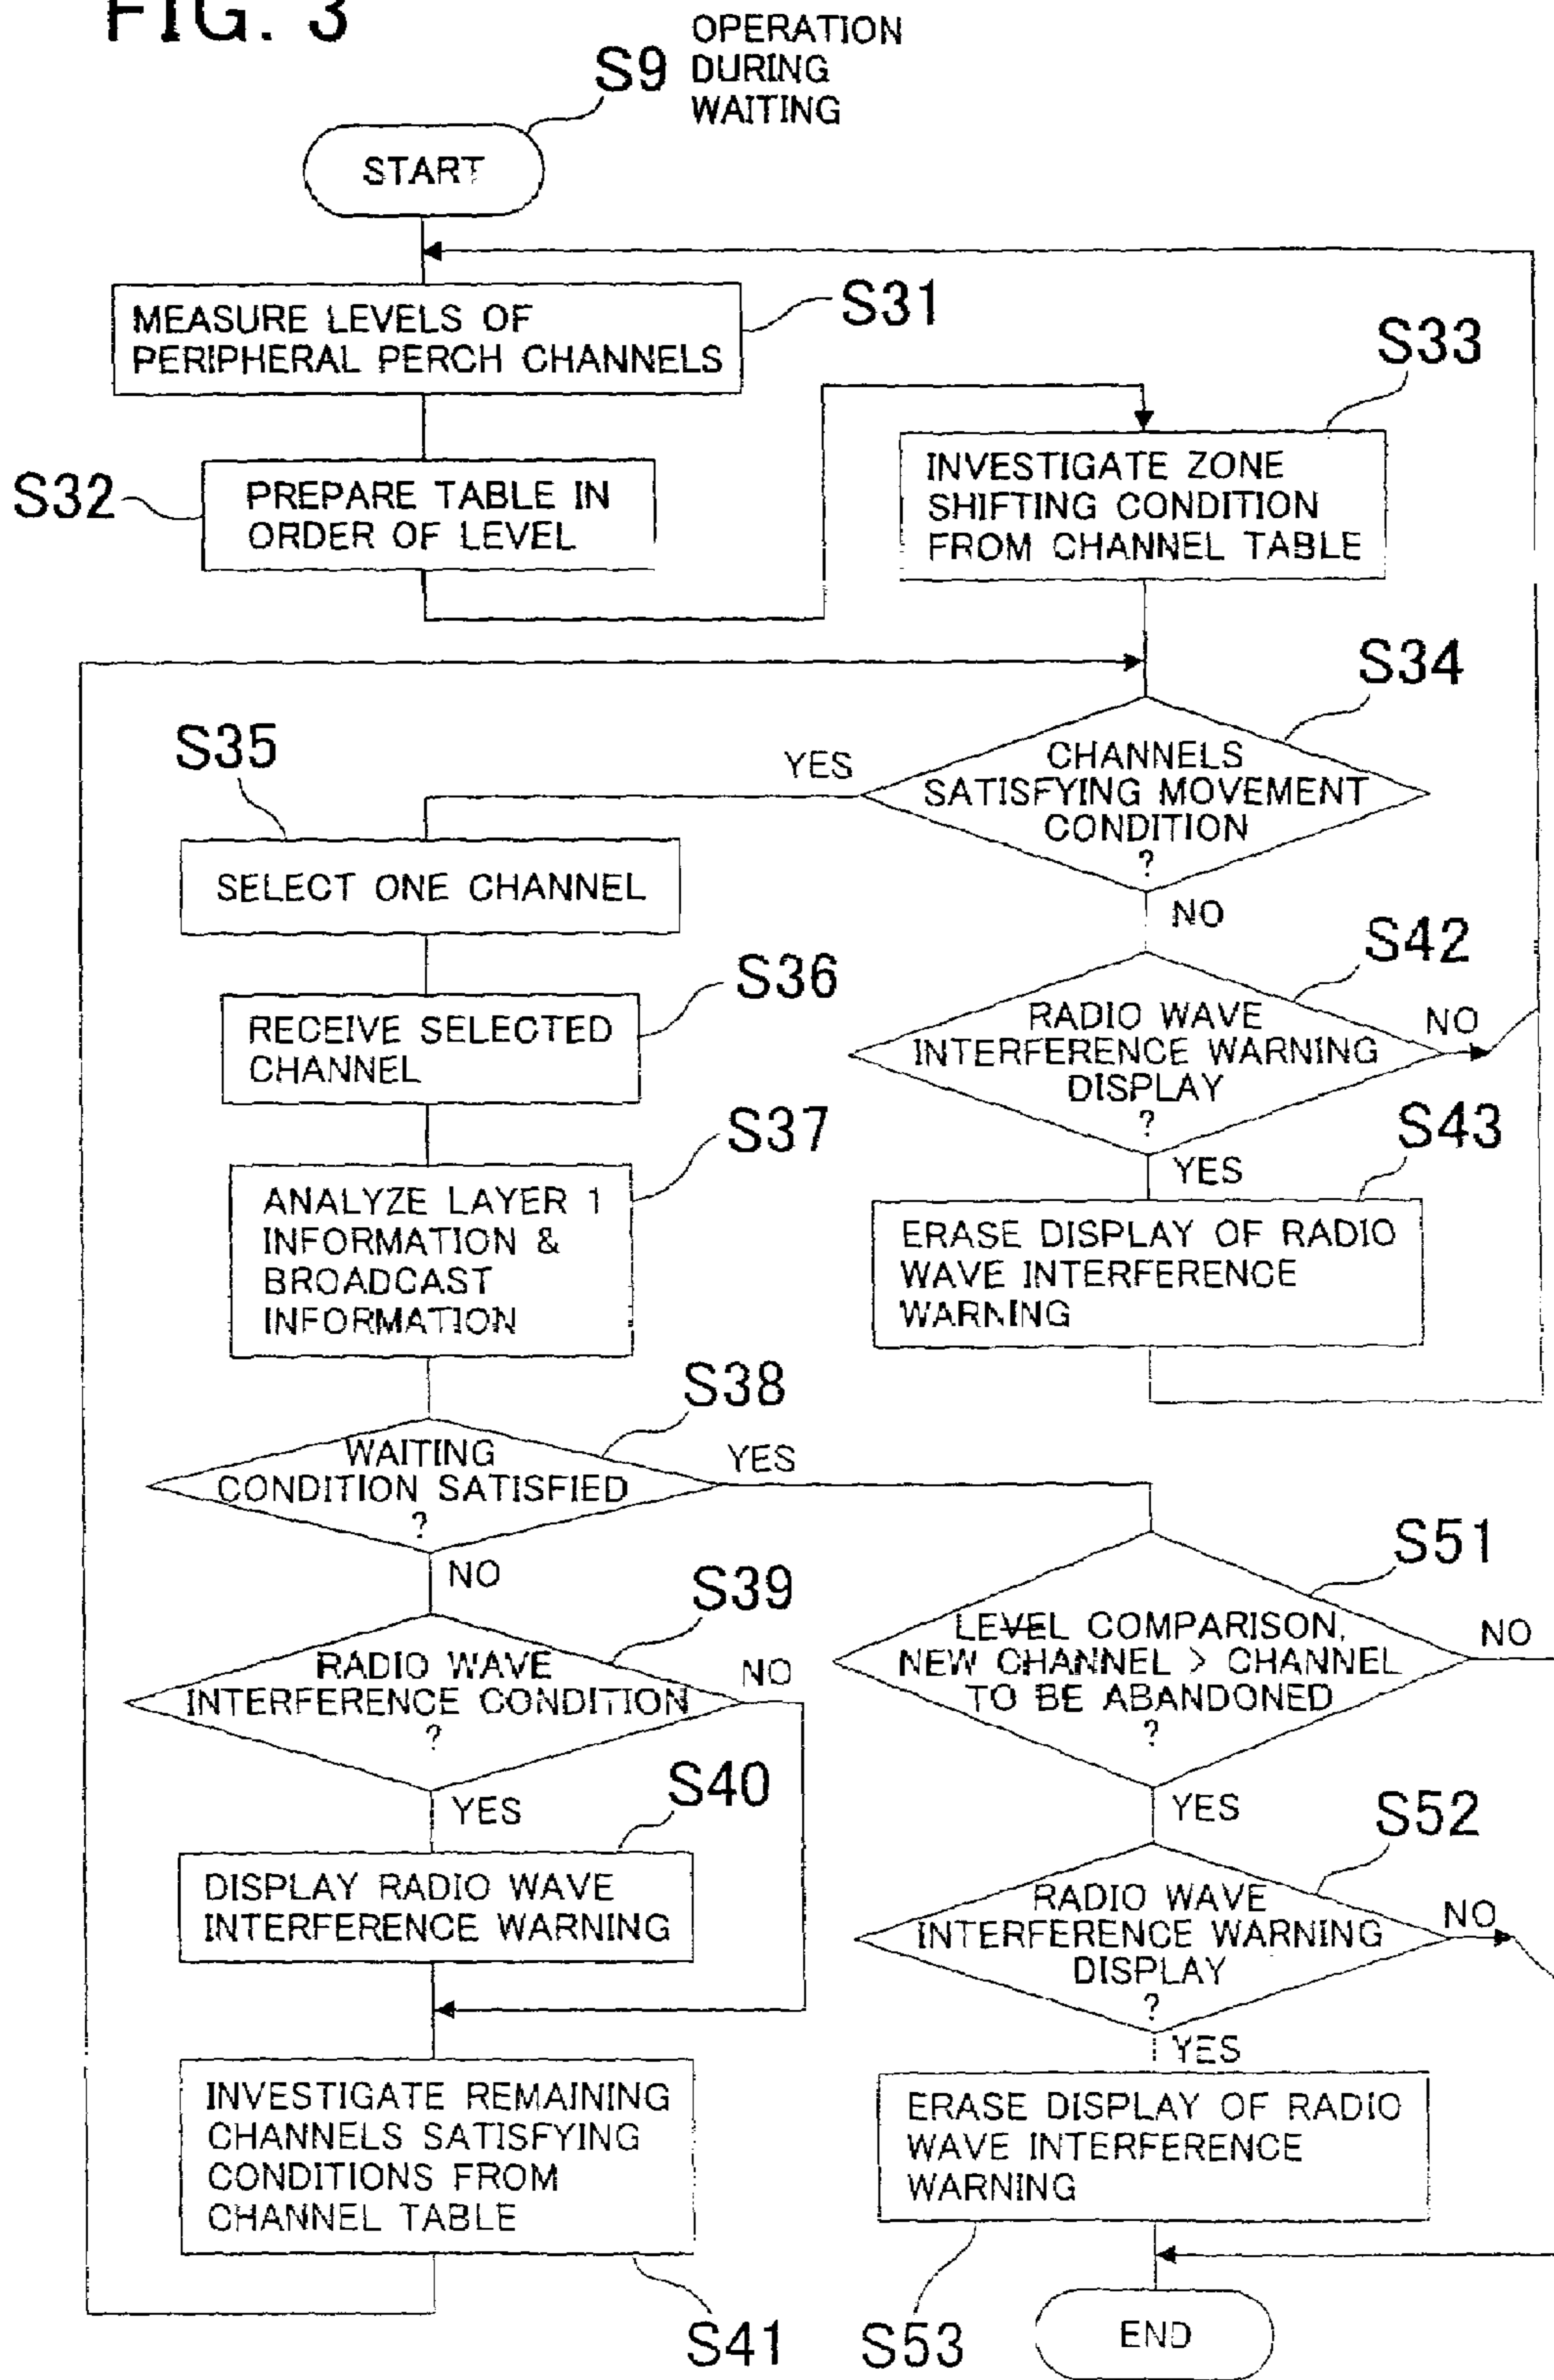 FIG. 3
S9
OPERATION
DURING
WAITING
START
MEASURE LEVELS OF
PERIPHERAL PERCH CHANNELS
S31
S32
PREPARE TABLE IN
ORDER OF LEVEL
S33
INVESTIGATE ZONE
SHIFTING CONDITION
FROM CHANNEL TABLE
S34
CHANNELS
SATISFYING MOVEMENT
CONDITION
?
YES
NO
S35
SELECT ONE CHANNEL
S36
RECEIVE SELECTED
CHANNEL
S42
RADIO WAVE
INTERFERENCE WARNING
DISPLAY
?
NO
YES
S37
ANALYZE LAYER 1
INFORMATION &
BROADCAST
INFORMATION
S43
ERASE DISPLAY OF RADIO
WAVE INTERFERENCE
WARNING
S38
WAITING
CONDITION SATISFIED
?
YES
NO
S39
RADIO WAVE
INTERFERENCE CONDITION
?
NO
YES
S51
LEVEL COMPARISON,
NEW CHANNEL > CHANNEL
TO BE ABANDONED
?
NO
YES
S40
DISPLAY RADIO WAVE
INTERFERENCE WARNING
S52
RADIO WAVE
INTERFERENCE WARNING
DISPLAY
?
NO
YES
INVESTIGATE REMAINING
CHANNELS SATISFYING
CONDITIONS FROM
CHANNEL TABLE
S41
ERASE DISPLAY OF RADIO
WAVE INTERFERENCE
WARNING
S53
END